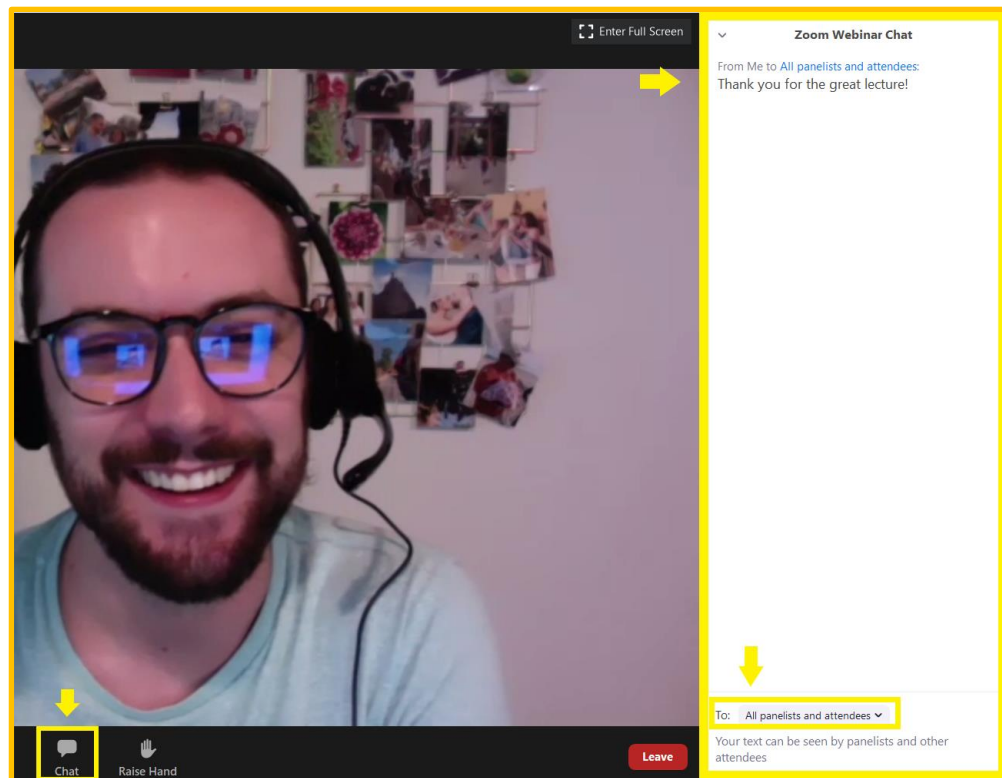 Enter Full Screen
Zoom Webinar Chat
From Me to All panelists and attendees:
Thank you for the great lecture!
To: All panelists and attendees
Your text can be seen by panelists and other
attendees
Chat
Raise Hand
Leave